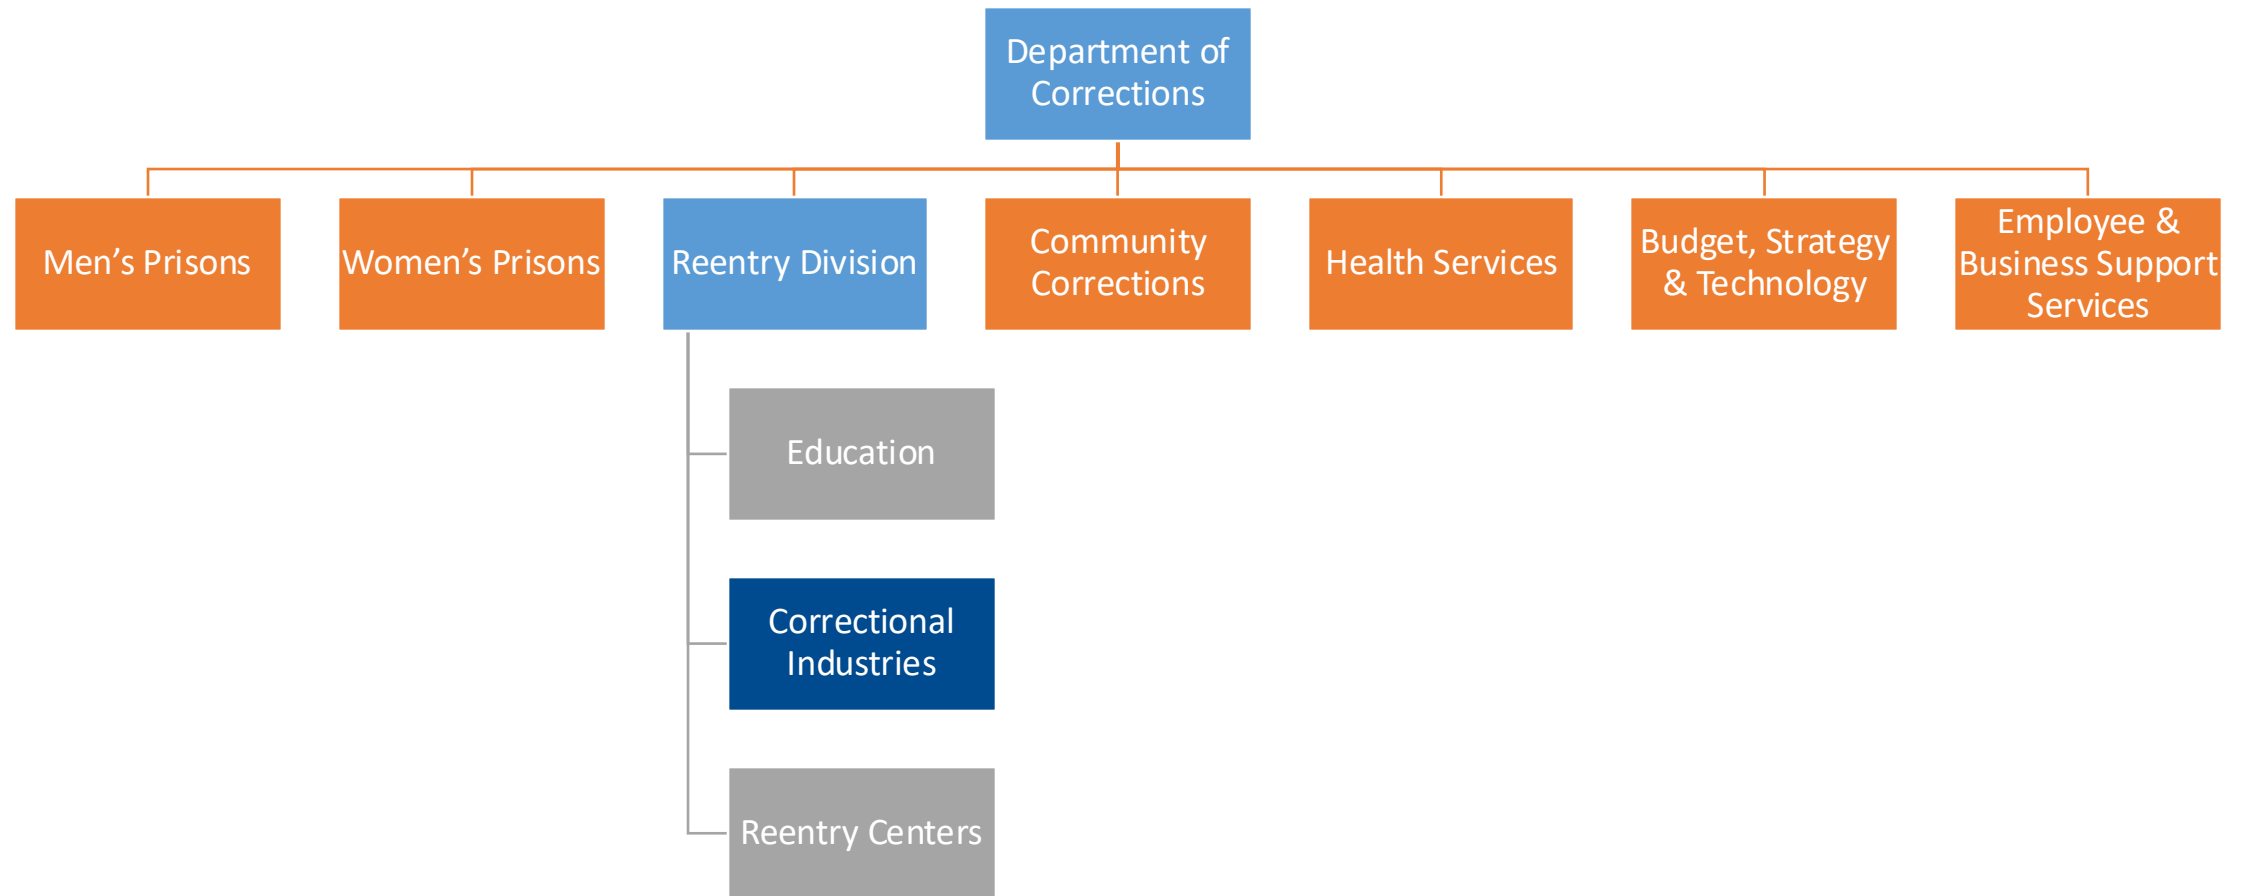 Department of
Corrections
Men’s Prisons
Women’s Prisons
Reentry Division
Community
Corrections
Health Services
Budget, Strategy
& Technology
Employee &
Business Support
Services
Education
Correctional
Industries
Reentry Centers